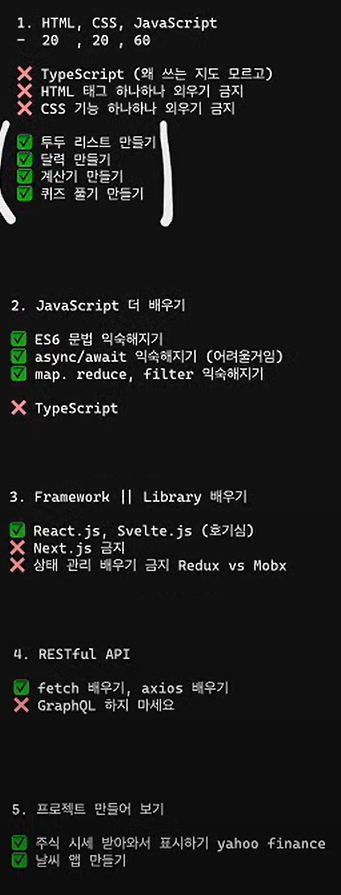 1. HTML, CSS, JavaScript
- 20 , 20 , 60
❌ TypeScript (왜 쓰는 지도 모르고)
❌ HTML 태그 하나하나 외우기 금지
❌ CSS 기능 하나하나 외우기 금지
✅ 투두 리스트 만들기
✅ 달력 만들기
✅ 계산기 만들기
✅ 퀴즈 풀기 만들기
2. JavaScript 더 배우기
✅ ES6 문법 익숙해지기
✅ async/await 익숙해지기 (어려울거임)
✅ map. reduce, filter 익숙해지기
❌ TypeScript
3. Framework || Library 배우기
✅ React.js, Svelte.js (호기심)
❌ Next.js 금지
❌ 상태 관리 배우기 금지 Redux vs Mobx
4. RESTful API
✅ fetch 배우기, axios 배우기
❌ GraphQL 하지 마세요
5. 프로젝트 만들어 보기
✅ 주식 시세 받아와서 표시하기 yahoo finance
✅ 날씨 앱 만들기